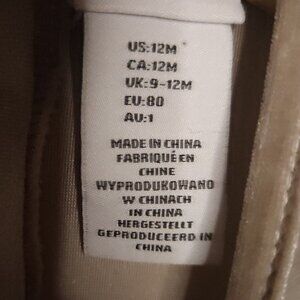 US:12M
CA:12M
UK:9-12M
EU:80
AU:1
MADE IN CHINA
FABRIQUÉ EN
CHINE
WYPRODUKOWANO
W CHINACH
IN CHINA
HERGESTELLT
GEPRODUCEERD IN
CHINA